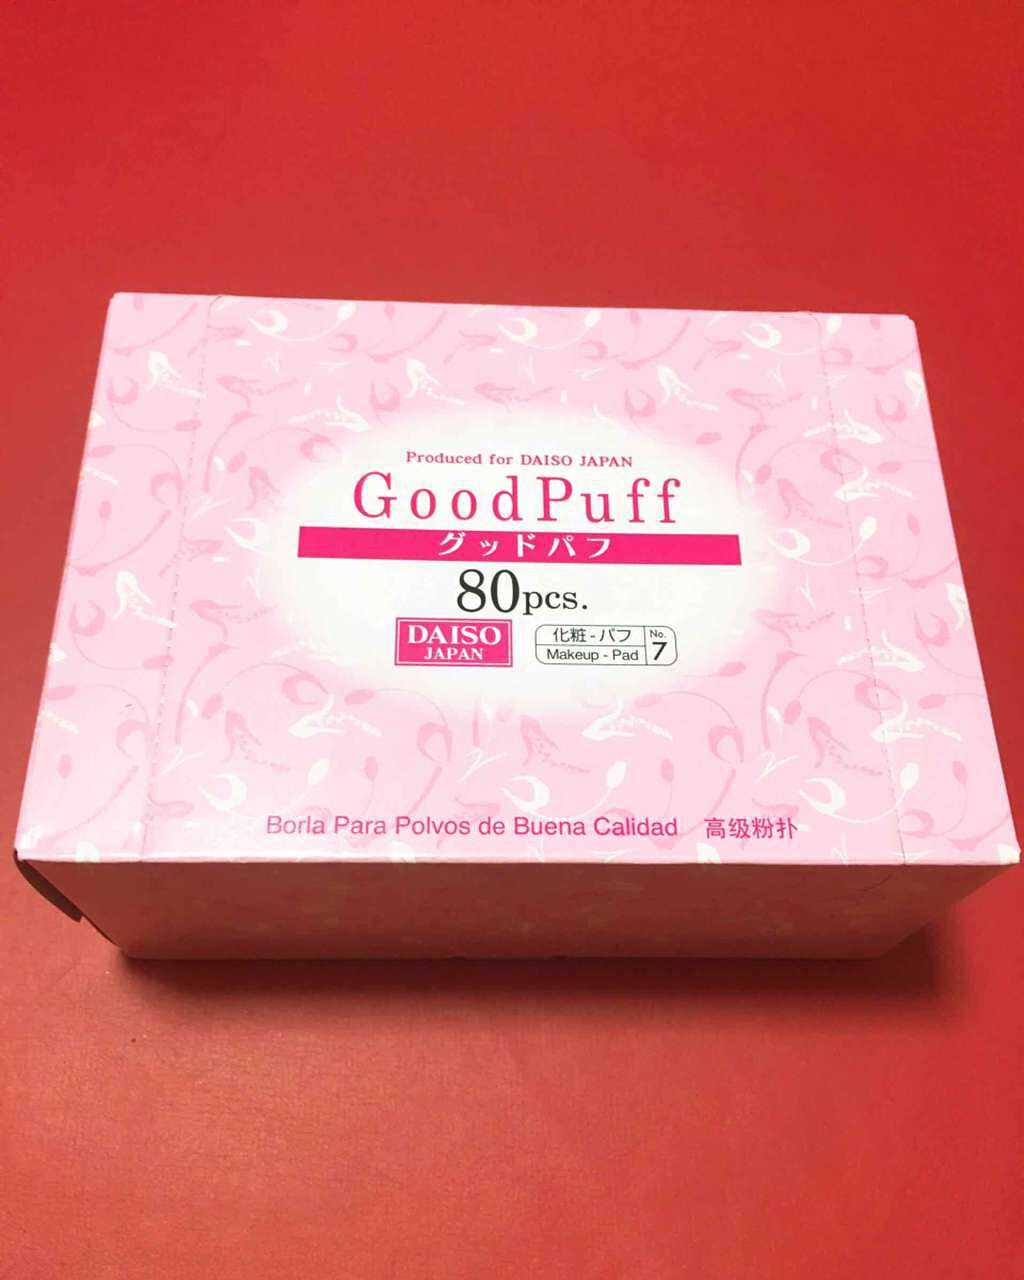 Produced for DAISO JAPAN
GoodPuff
グッドパフ
80pcs.
DAISO
JAPAN
化粧-パフ
Makeup - Pad
No.
7
Borla Para Polvos de Buena Calidad 高级粉扑